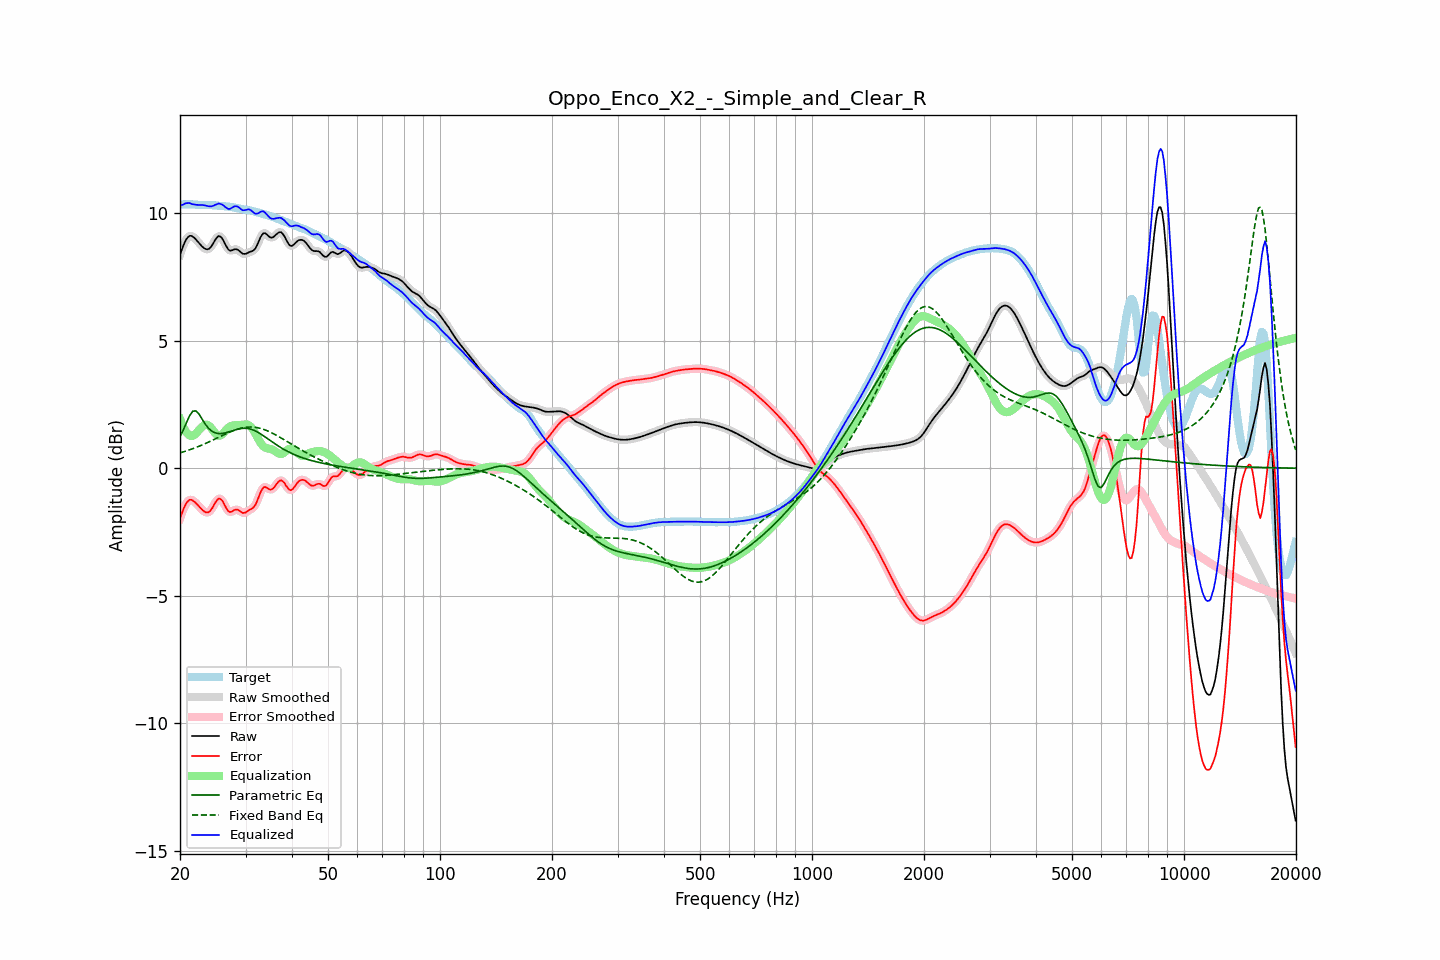 Oppo_Enco_X2_-_Simple_and_Clear_R
Amplitude (dBr)
10
5
0
−5
−10
−15
Target
Raw Smoothed
Error Smoothed
Raw
Error
Equalization
Parametric Eq
Fixed Band Eq
Equalized
20 50 100 200 500 1000 2000 5000 10000 20000
Frequency (Hz)